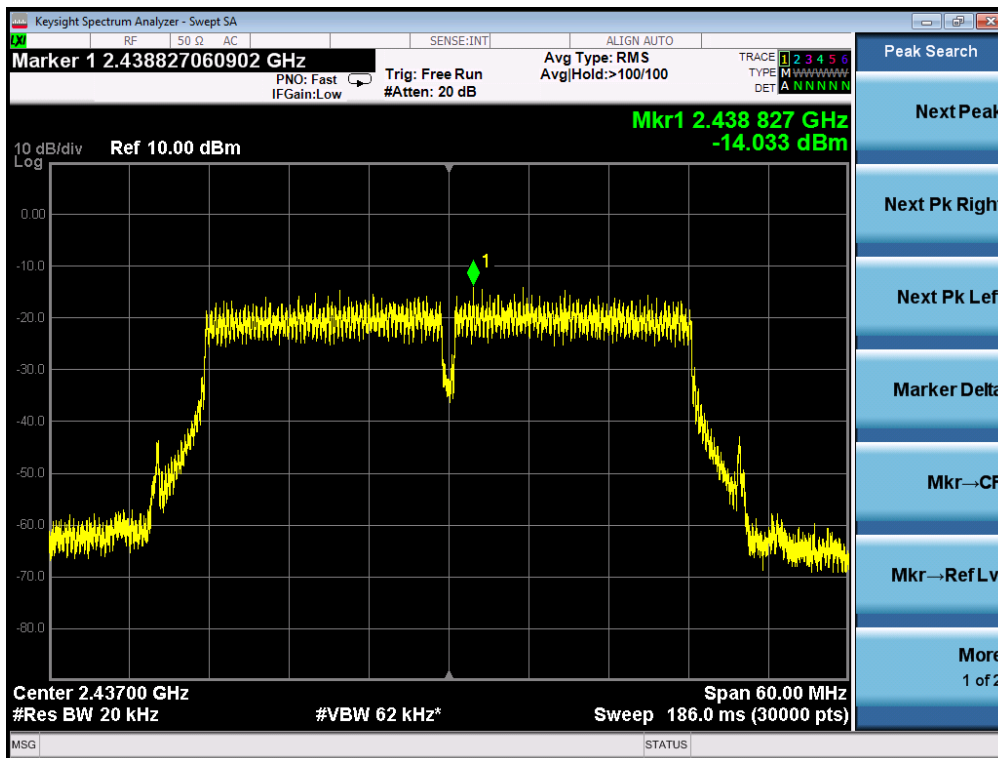 Keysight Spectrum Analyzer - Swept SA
LXI RF 50 Ω AC SENSE:INT ALIGN AUTO
Marker 1 2.438827060902 GHz
PNO: Fast
IFGain:Low
Trig: Free Run
#Atten: 20 dB
Avg Type: RMS
Avg|Hold:>100/100
TRACE 1 2 3 4 5 6
TYPE M WWWWW
DET A N N N N N
Mkr1 2.438 827 GHz
-14.033 dBm
10 dB/div Ref 10.00 dBm
Log
0.00
-10.0
1
-20.0
-30.0
-40.0
-50.0
-60.0
-70.0
-80.0
Center 2.43700 GHz Span 60.00 MHz
#Res BW 20 kHz #VBW 62 kHz* Sweep 186.0 ms (30000 pts)
MSG STATUS
Peak Search
Next Peak
Next Pk Right
Next Pk Left
Marker Delta
Mkr→CF
Mkr→Ref Lv
More
1 of 2